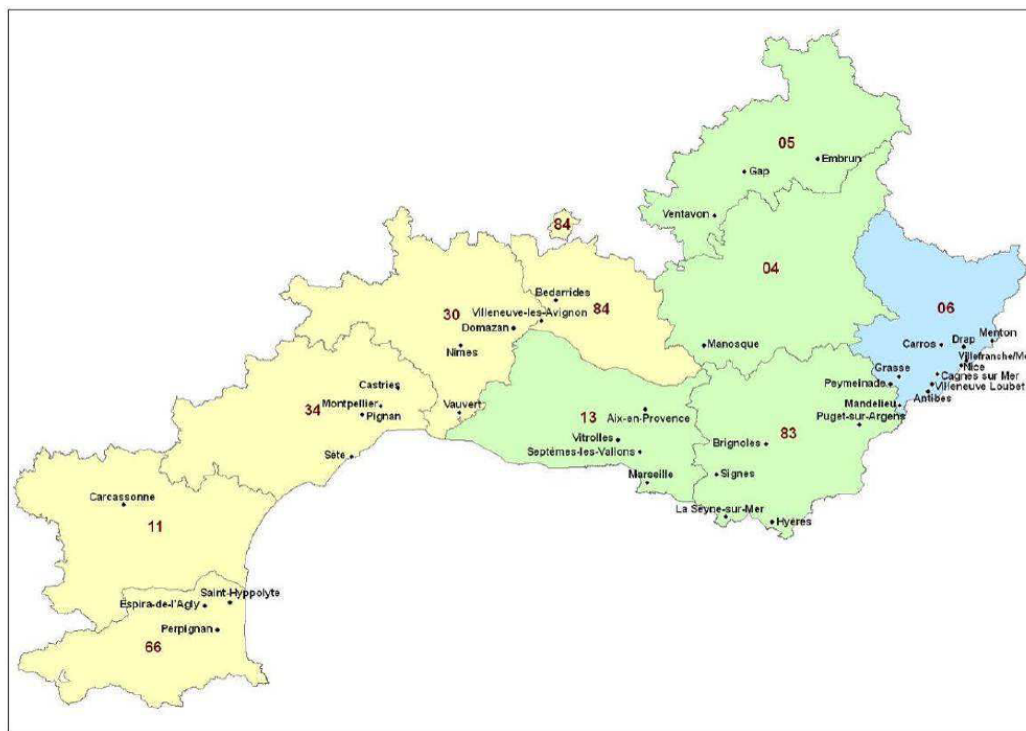 05
Embrun
Gap
Ventavon
84
04
Bedarrides
Villeneuve-les-Avignon
84
30
Domazan
06
Menton
Nimes
Manosque
Carros
Drap
Nice
Grasse
Cagnes sur Mer
Peymeinade
Villeneuve Loubet
Antibes
Castries
34
Montpellier
Pignan
Vauvert
Mandelieu
Puget-sur-Argens
13
Aix-en-Provence
83
Vitrolles
Brignoles
Septèmes-les-Vallons
Sète
Marseille
Signes
Carcassonne
La Seyne-sur-Mer
Hyères
11
Saint-Hyppolyte
Espira-de-l'Agly
Perpignan
66